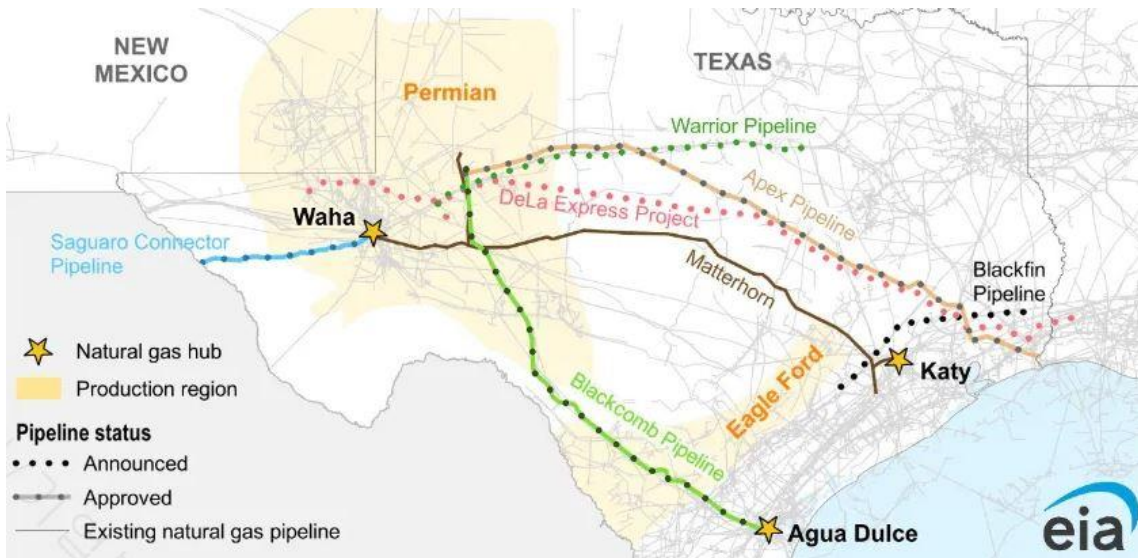 NEW
MEXICO
TEXAS
Permian
Warrior Pipeline
Apex Pipeline
DeLa Express Project
Waha
Saguaro Connector
Pipeline
Matterhorn
Blackfin
Pipeline
Natural gas hub
Production region
Katy
Eagle Ford
Blackcomb Pipeline
Pipeline status
Announced
Approved
Existing natural gas pipeline
Agua Dulce
eia